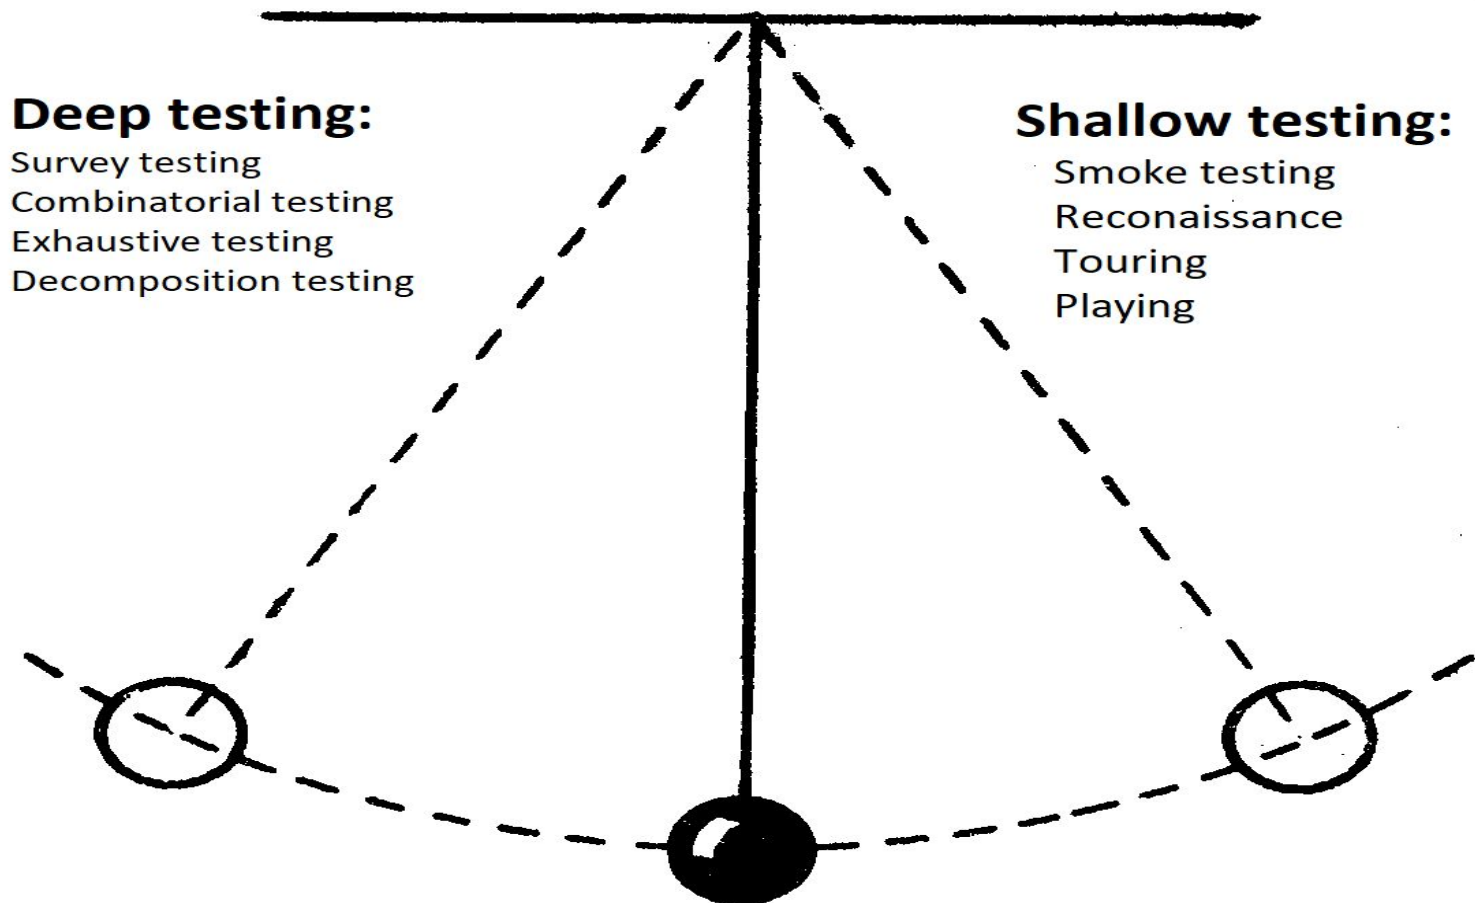 Deep testing:
Survey testing
Combinatorial testing
Exhaustive testing
Decomposition testing
Shallow testing:
Smoke testing
Reconaissance
Touring
Playing